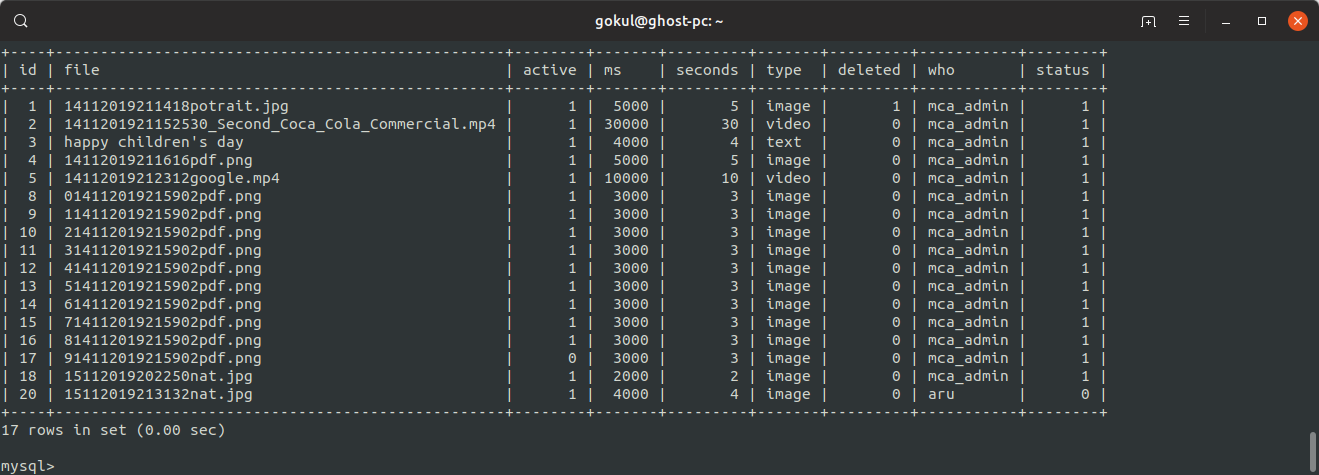 gokul@ghost-pc: ~
+----+--------------------------------------------------+--------+-------+---------+-------+---------+-----------+--------+
| id | file                                             | active | ms    | seconds | type  | deleted | who       | status |
+----+--------------------------------------------------+--------+-------+---------+-------+---------+-----------+--------+
|  1 | 14112019211418potrait.jpg                        |      1 |  5000 |       5 | image |       1 | mca_admin |      1 |
|  2 | 1411201921152530_Second_Coca_Cola_Commercial.mp4 |      1 | 30000 |      30 | video |       0 | mca_admin |      1 |
|  3 | happy children's day                             |      1 |  4000 |       4 | text  |       0 | mca_admin |      1 |
|  4 | 14112019211616pdf.png                            |      1 |  5000 |       5 | image |       0 | mca_admin |      1 |
|  5 | 14112019212312google.mp4                         |      1 | 10000 |      10 | video |       0 | mca_admin |      1 |
|  8 | 014112019215902pdf.png                           |      1 |  3000 |       3 | image |       0 | mca_admin |      1 |
|  9 | 114112019215902pdf.png                           |      1 |  3000 |       3 | image |       0 | mca_admin |      1 |
| 10 | 214112019215902pdf.png                           |      1 |  3000 |       3 | image |       0 | mca_admin |      1 |
| 11 | 314112019215902pdf.png                           |      1 |  3000 |       3 | image |       0 | mca_admin |      1 |
| 12 | 414112019215902pdf.png                           |      1 |  3000 |       3 | image |       0 | mca_admin |      1 |
| 13 | 514112019215902pdf.png                           |      1 |  3000 |       3 | image |       0 | mca_admin |      1 |
| 14 | 614112019215902pdf.png                           |      1 |  3000 |       3 | image |       0 | mca_admin |      1 |
| 15 | 714112019215902pdf.png                           |      1 |  3000 |       3 | image |       0 | mca_admin |      1 |
| 16 | 814112019215902pdf.png                           |      1 |  3000 |       3 | image |       0 | mca_admin |      1 |
| 17 | 914112019215902pdf.png                           |      0 |  3000 |       3 | image |       0 | mca_admin |      1 |
| 18 | 15112019202250nat.jpg                            |      1 |  2000 |       2 | image |       0 | mca_admin |      1 |
| 20 | 15112019213132nat.jpg                            |      1 |  4000 |       4 | image |       0 | aru       |      0 |
+----+--------------------------------------------------+--------+-------+---------+-------+---------+-----------+--------+
17 rows in set (0.00 sec)
mysql>